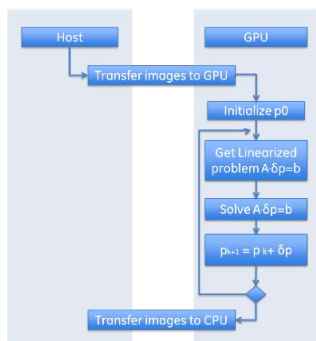 Host
GPU
Transfer images to GPU
Initialize p0
Get Linearized
problem A·δp=b
Solve A·δp=b
pk+1 = p k+ δp
Transfer images to CPU